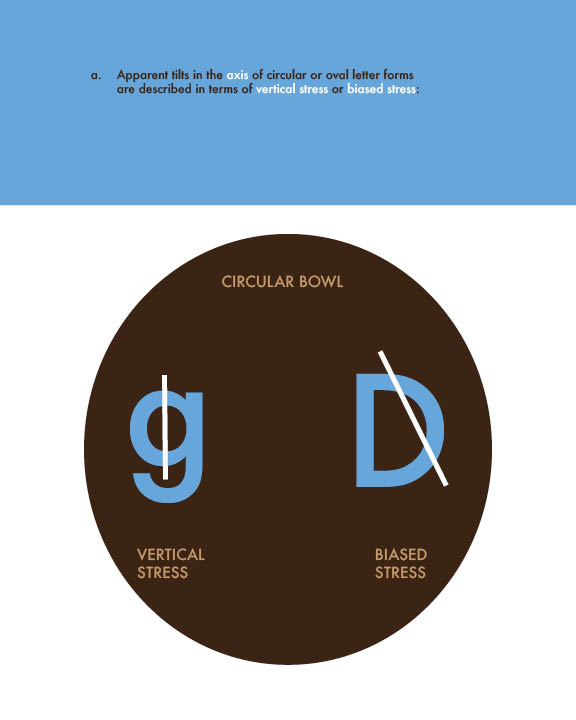 a. Apparent tilts in the axis of circular or oval letter forms
are described in terms of vertical stress or biased stress:
CIRCULAR BOWL
g D
VERTICAL BIASED
STRESS STRESS